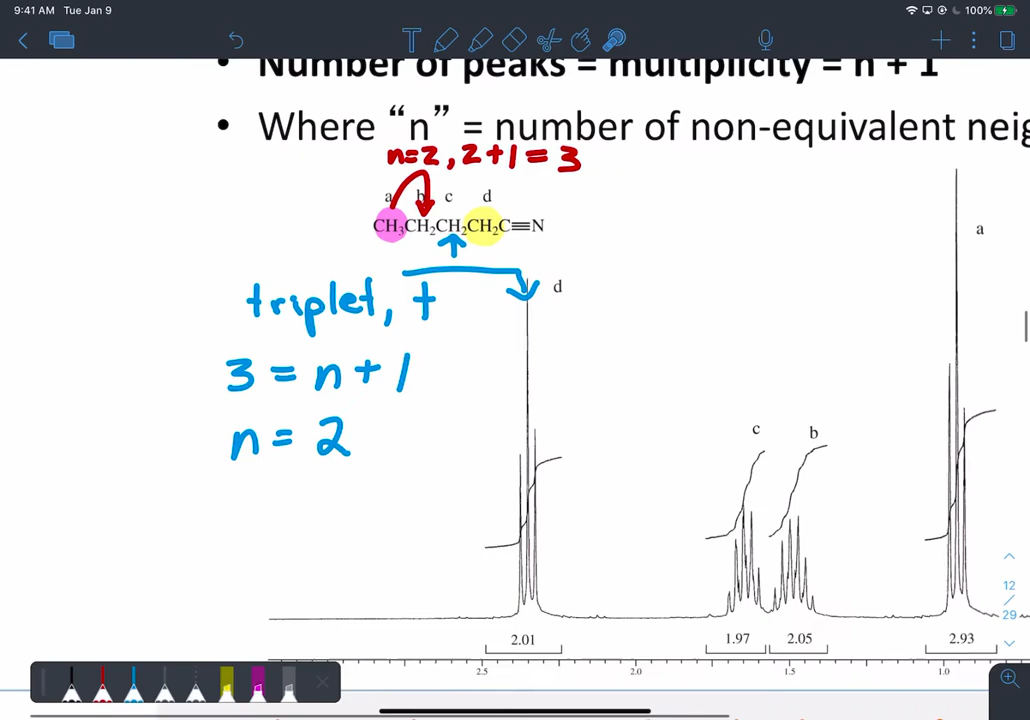 9:41 AM Tue Jan 9
100%
• Number of peaks = multiplicity = n + 1
• Where “n” = number of non-equivalent neig
n=2, 2+1 = 3
a b c d
CH₃CH₂CH₂CH₂C≡N
a
d
triplet, t
3 = n + 1
n = 2
c
b
12
/
29
2.01
1.97
2.05
2.93
2.5
2.0
1.5
1.0